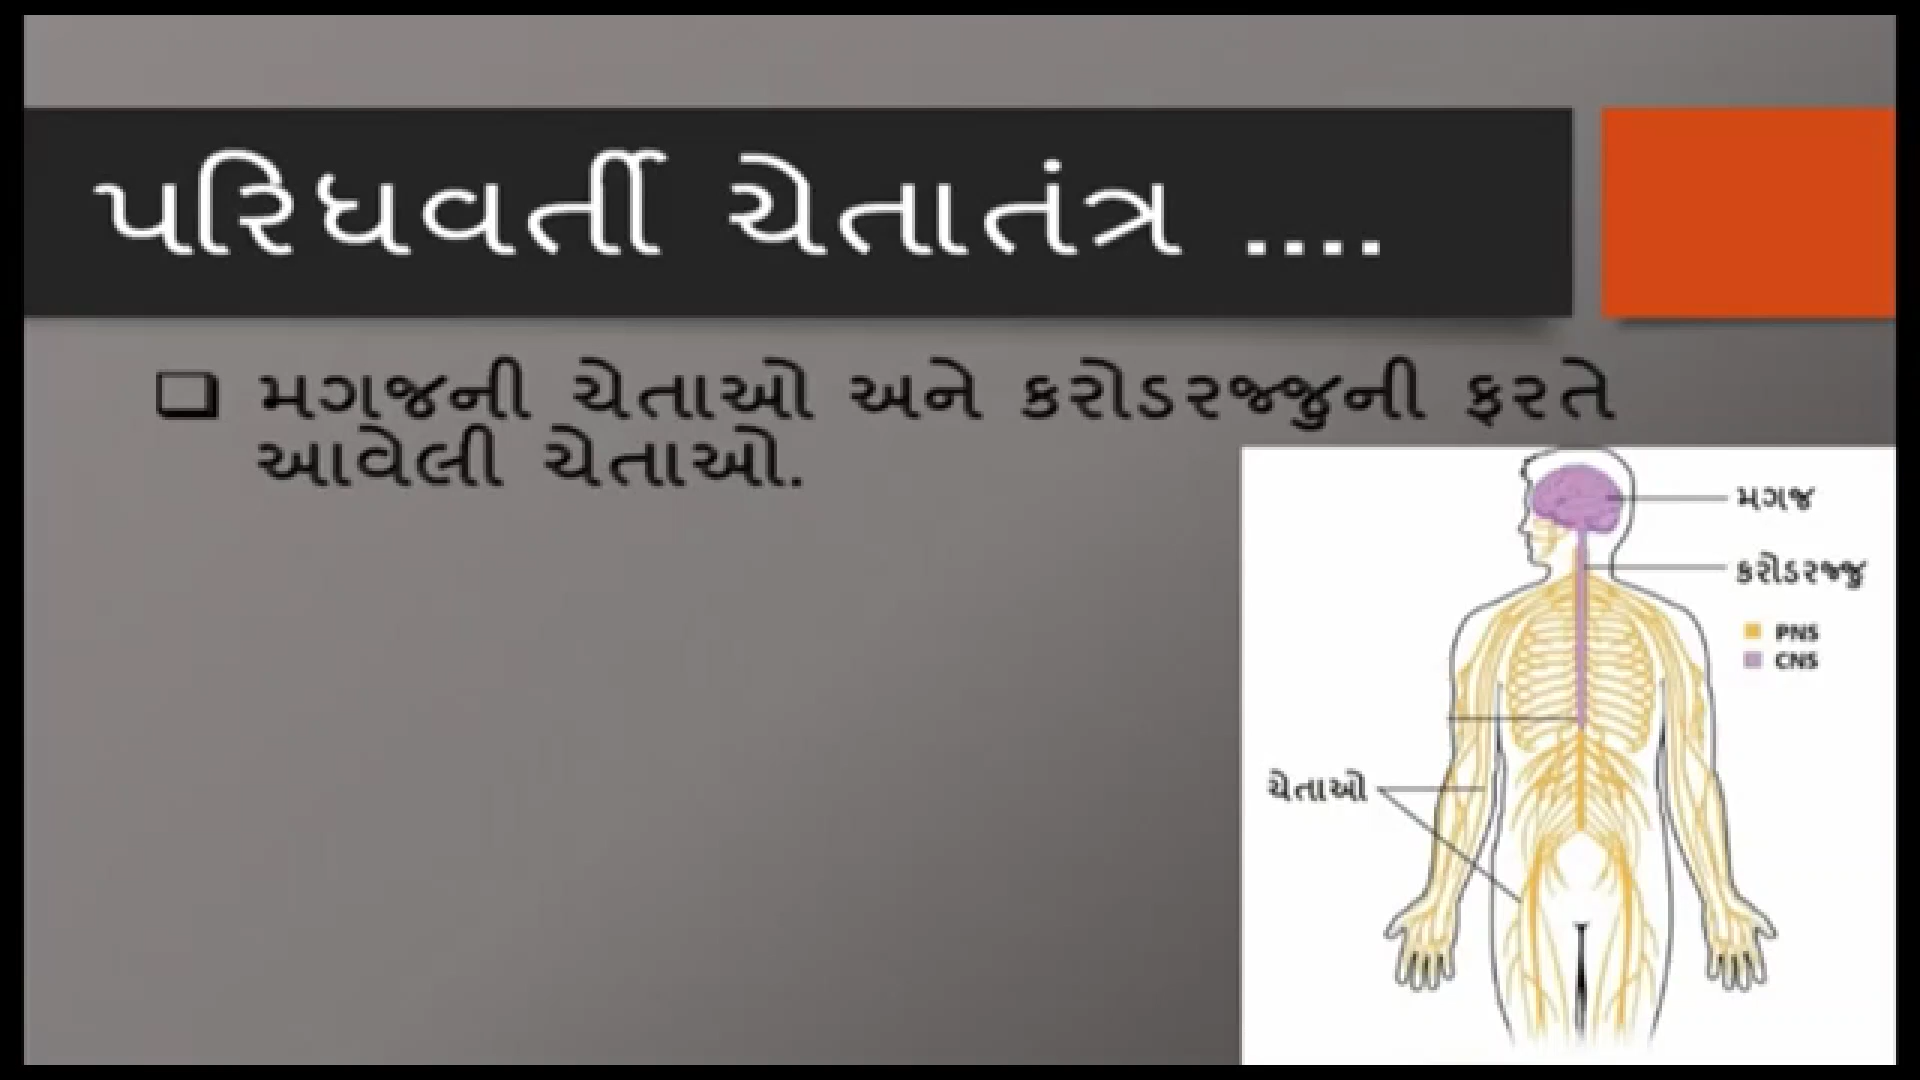 પરિધવર્તી ચેતાતંત્ર ....
મગજની ચેતાઓ અને કરોડરજ્જુની ફરતે
આવેલી ચેતાઓ.
મગજ
કરોડરજ્જુ
PNS
CNS
ચેતાઓ